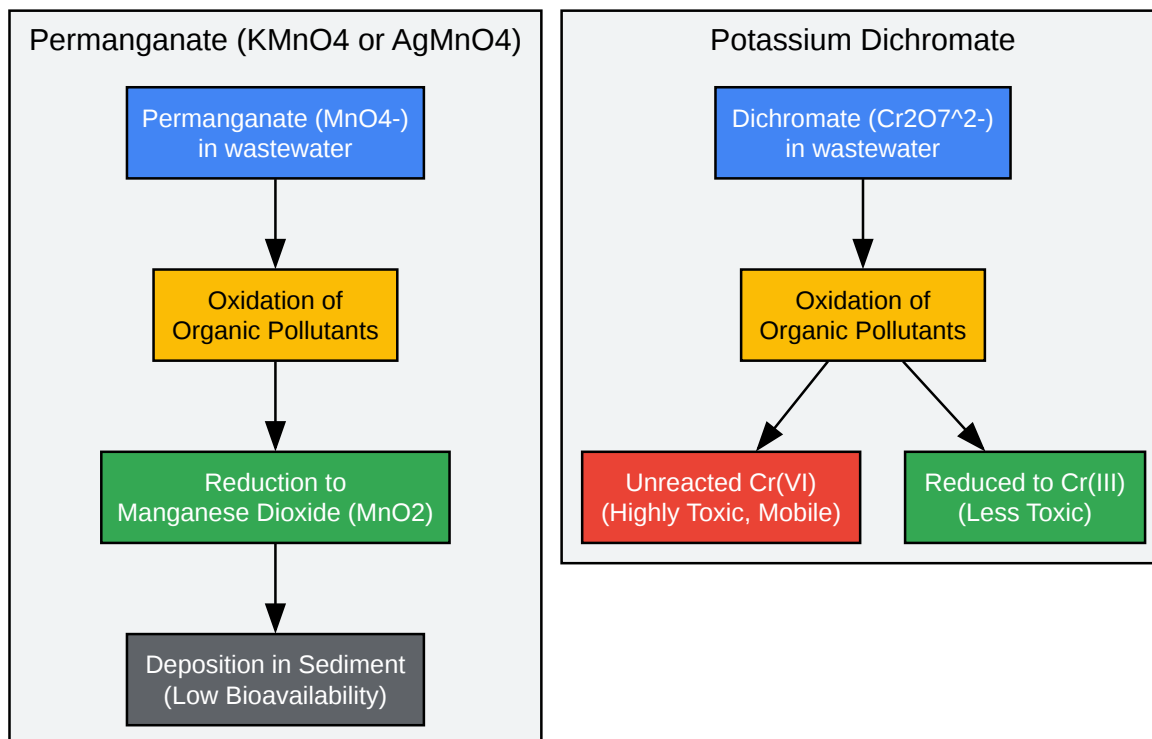 Permanganate (KMnO4 or AgMnO4)
Permanganate (MnO4-)
in wastewater
Oxidation of
Organic Pollutants
Reduction to
Manganese Dioxide (MnO2)
Deposition in Sediment
(Low Bioavailability)
Potassium Dichromate
Dichromate (Cr2O7^2-)
in wastewater
Oxidation of
Organic Pollutants
Unreacted Cr(VI)
(Highly Toxic, Mobile)
Reduced to Cr(III)
(Less Toxic)